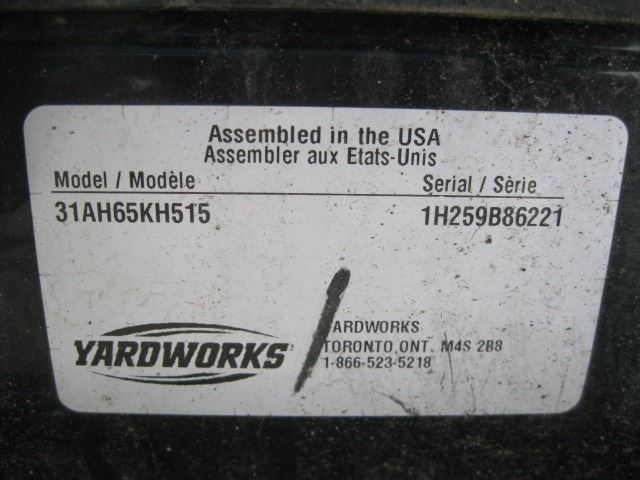 Assembled in the USA
Assembler aux Etats-Unis
Model / Modèle Serial / Sèrie
31AH65KH515 1H259B86221
YARDWORKS
ARDWORKS
TORONTO, ONT. M4S 2B8
1-866-523-5218